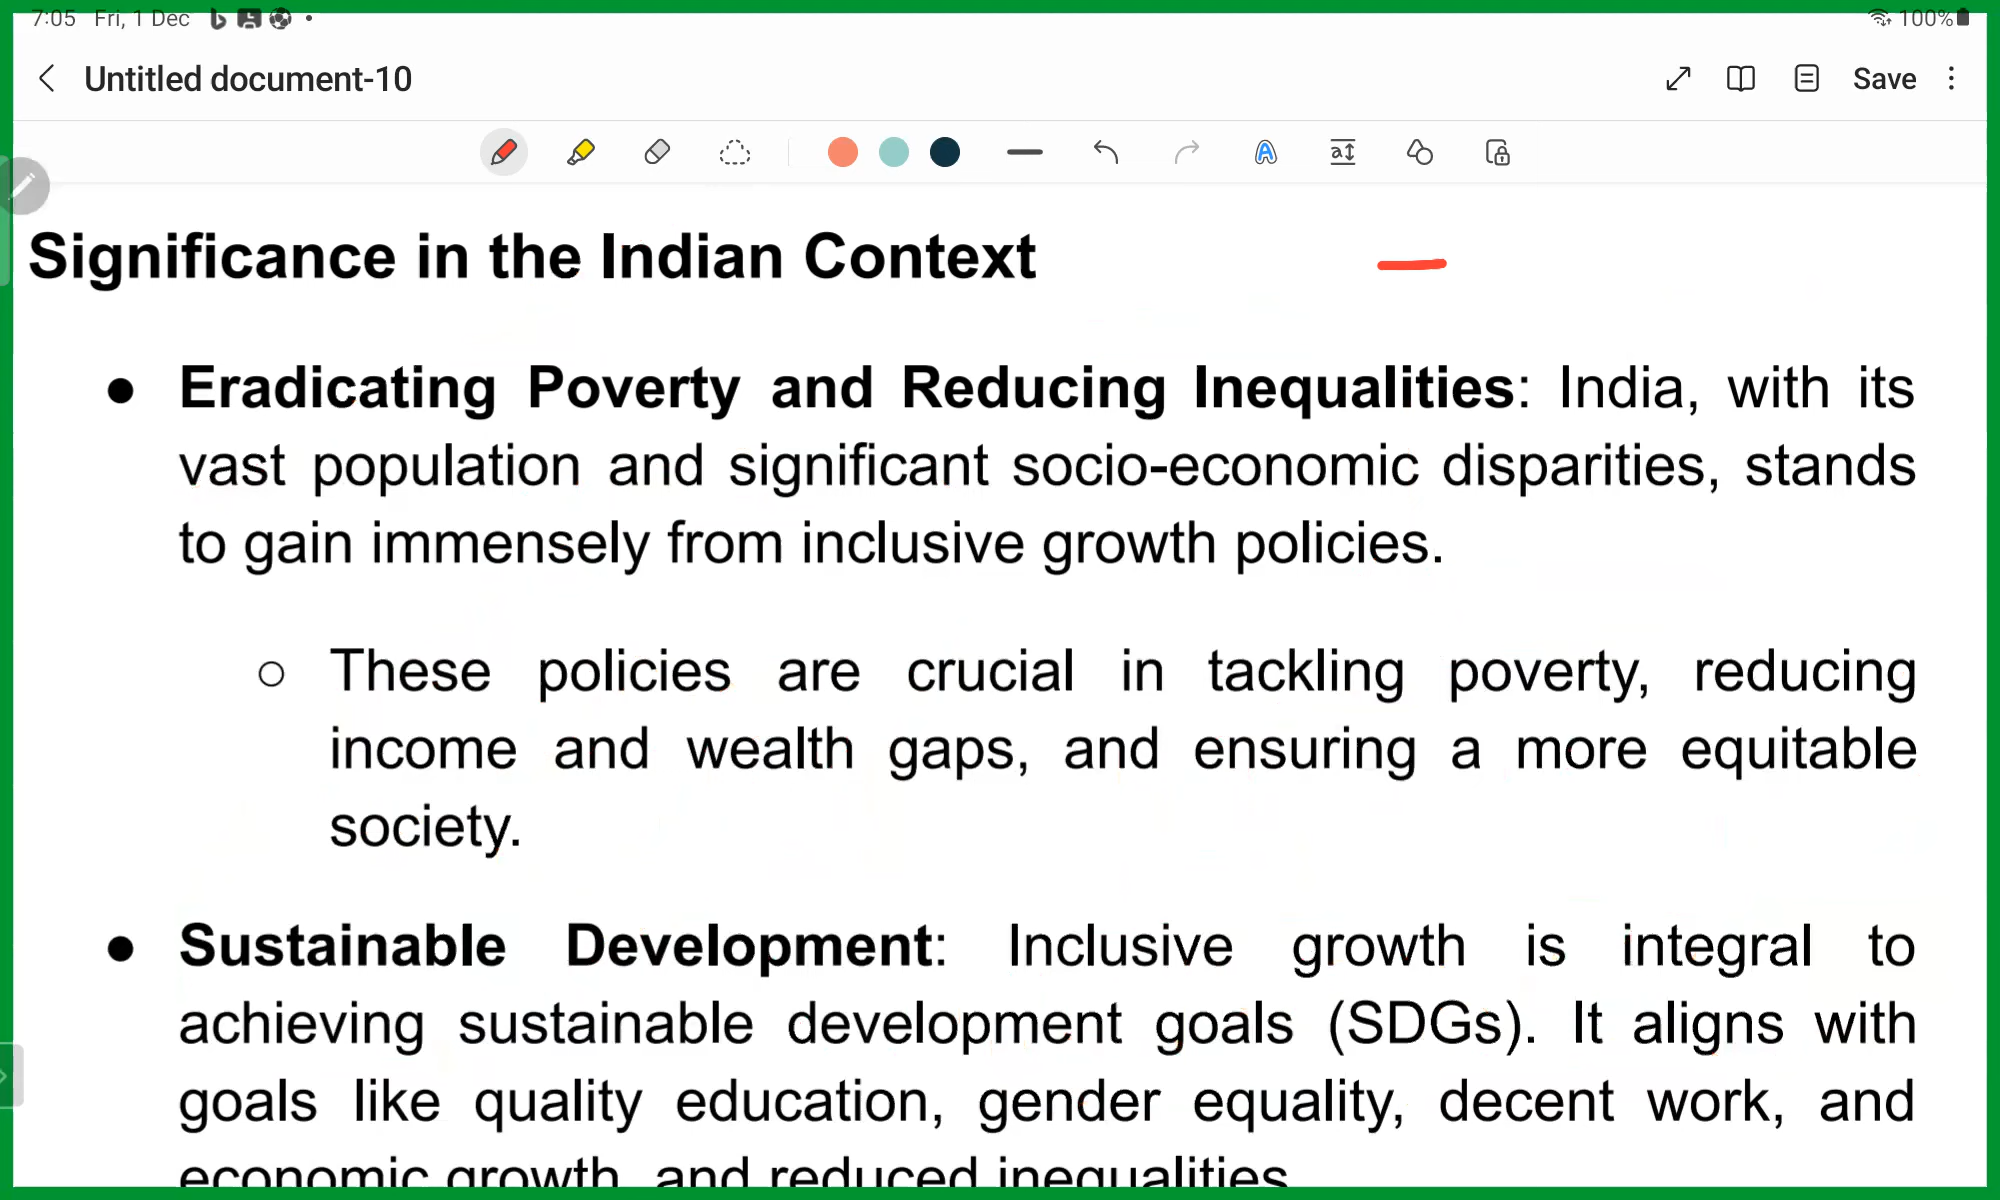 7:05 Fri, 1 Dec
100%
Untitled document-10
Save
Significance in the Indian Context
● Eradicating Poverty and Reducing Inequalities: India, with its
vast population and significant socio-economic disparities, stands
to gain immensely from inclusive growth policies.
○ These policies are crucial in tackling poverty, reducing
income and wealth gaps, and ensuring a more equitable
society.
● Sustainable Development: Inclusive growth is integral to
achieving sustainable development goals (SDGs). It aligns with
goals like quality education, gender equality, decent work, and
economic growth, and reduced inequalities.